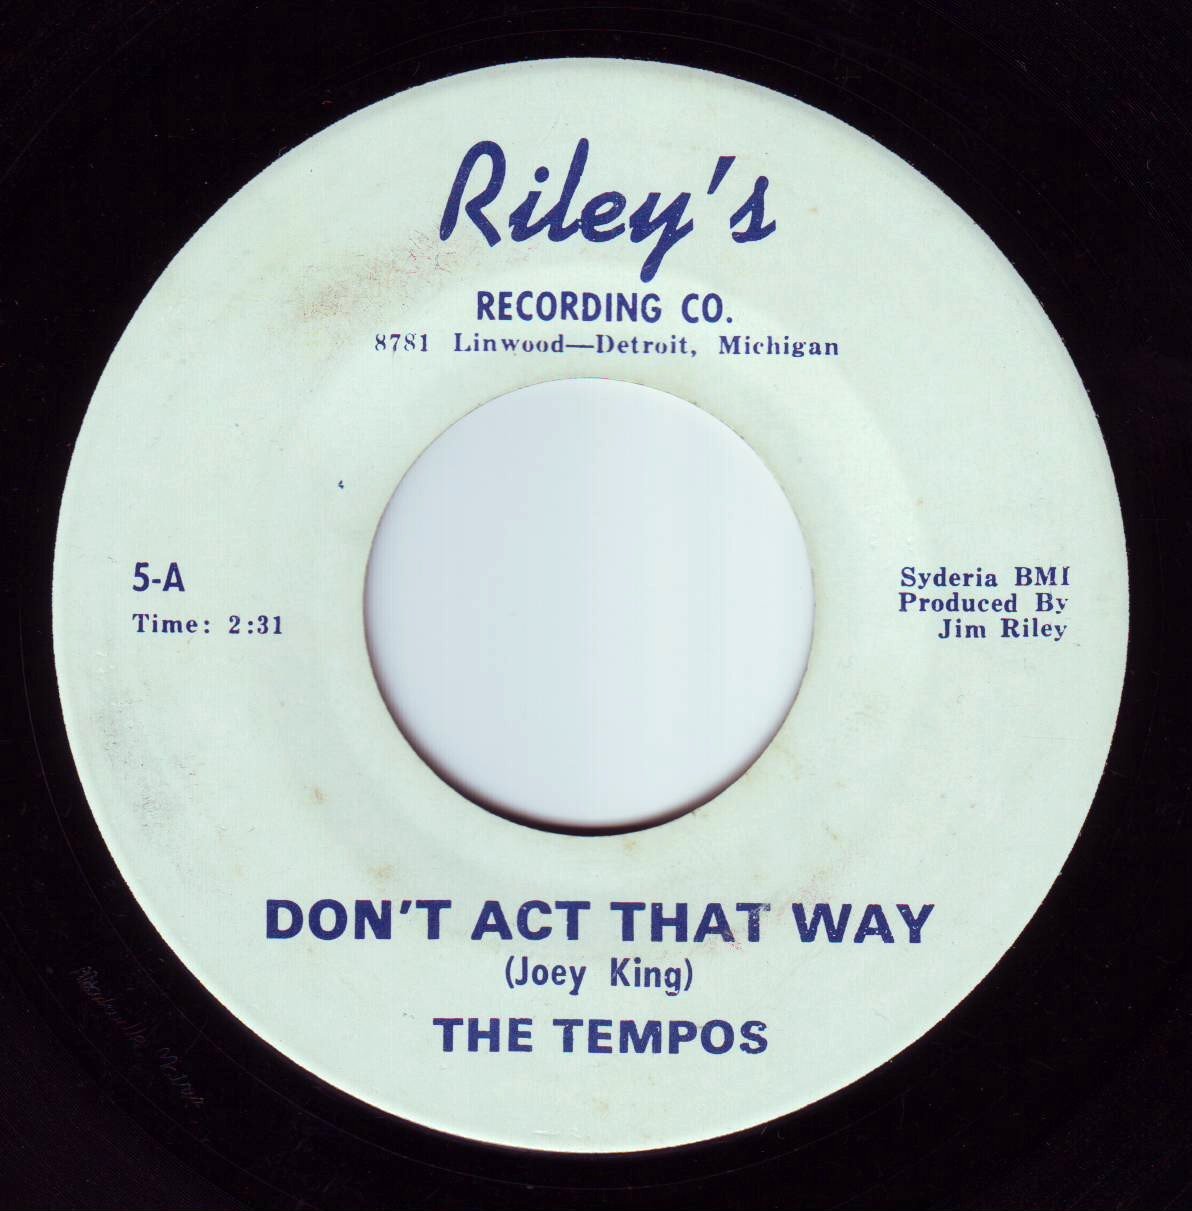 Riley's
RECORDING CO.
8781 Linwood—Detroit, Michigan
5-A
Time: 2:31
Syderia BMI
Produced By
Jim Riley
DON'T ACT THAT WAY
(Joey King)
THE TEMPOS